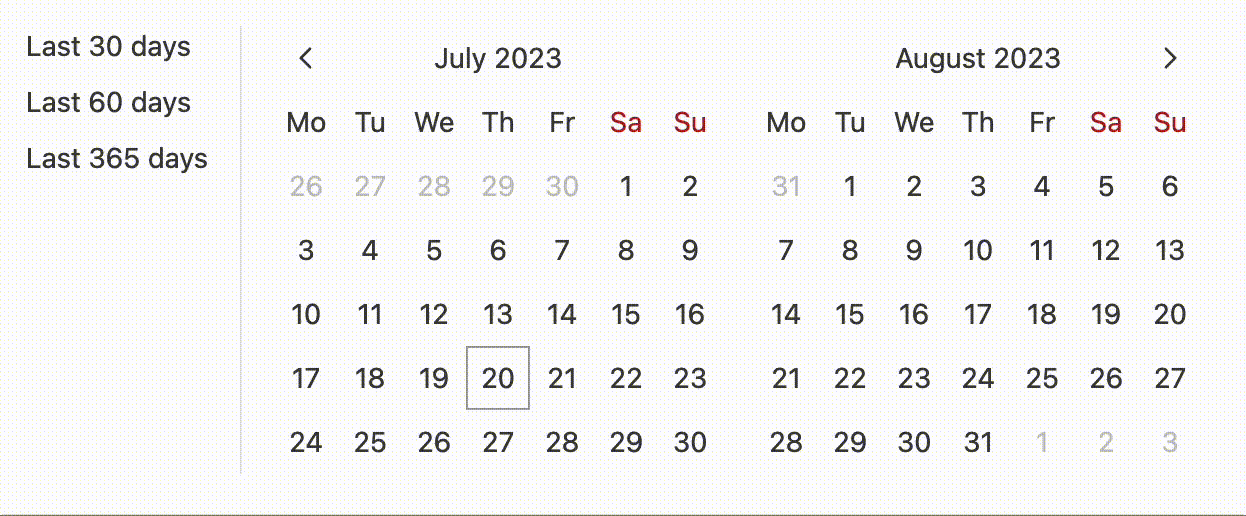 Last 30 days
Last 60 days
Last 365 days
July 2023
Mo Tu We Th Fr Sa Su
26 27 28 29 30 1 2
3 4 5 6 7 8 9
10 11 12 13 14 15 16
17 18 19 20 21 22 23
24 25 26 27 28 29 30
August 2023
Mo Tu We Th Fr Sa Su
31 1 2 3 4 5 6
7 8 9 10 11 12 13
14 15 16 17 18 19 20
21 22 23 24 25 26 27
28 29 30 31 1 2 3